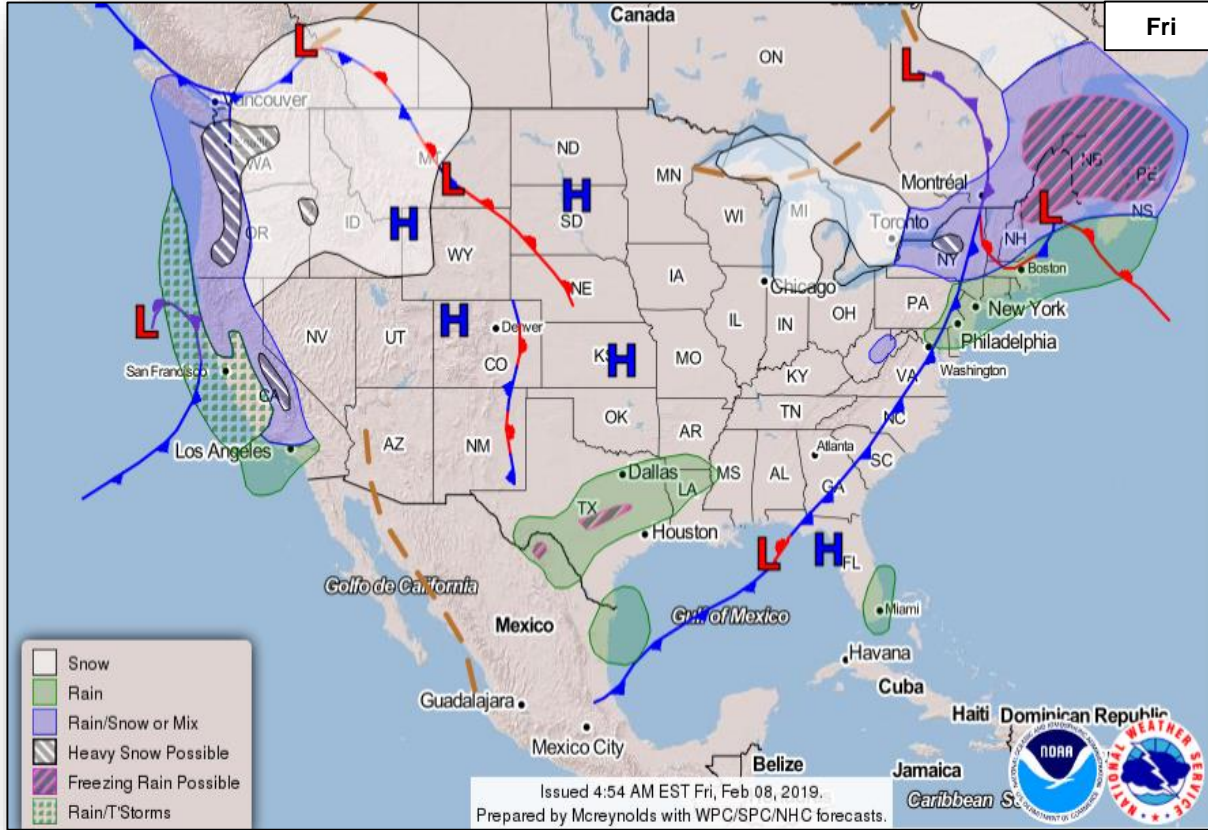 Fri
Canada
ON
L
L
Vancouver
WA
MT
ND
MN
L
Montréal
NB
PE
NS
L
OR
ID
H
H
SD
WI
MI
Toronto
NY
NH
WY
Boston
IA
NE
Chicago
PA
New York
L
H
NV
UT
Denver
CO
KS
H
IL
IN
OH
Philadelphia
MO
Washington
San Francisco
CA
KY
VA
OK
TN
NC
Los Angeles
AZ
NM
AR
Atlanta
SC
Dallas
MS
AL
GA
LA
TX
Houston
L
H
FL
Golfo de California
Gulf of Mexico
Miami
Mexico
Havana
Cuba
Guadalajara
Haiti
Dominican Republic
Mexico City
Belize
Jamaica
Caribbean
Snow
Rain
Rain/Snow or Mix
Heavy Snow Possible
Freezing Rain Possible
Rain/T'Storms
Issued 4:54 AM EST Fri, Feb 08, 2019.
Prepared by Mcreynolds with WPC/SPC/NHC forecasts.
NOAA
NATIONAL WEATHER SERVICE